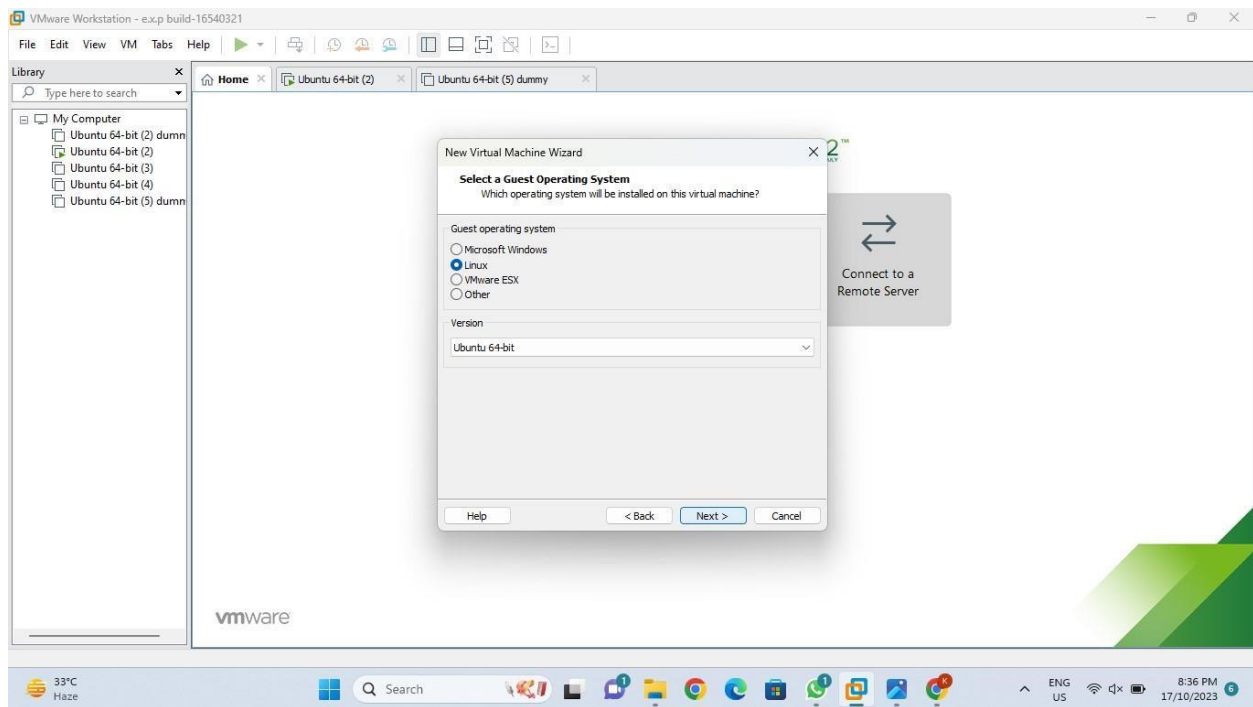 VMware Workstation - e.x.p build-16540321
File Edit View VM Tabs Help
Library
Type here to search
Home
Ubuntu 64-bit (2)
Ubuntu 64-bit (5) dummy
My Computer
Ubuntu 64-bit (2) dumn
Ubuntu 64-bit (2)
Ubuntu 64-bit (3)
Ubuntu 64-bit (4)
Ubuntu 64-bit (5) dumn
2™
New Virtual Machine Wizard
Select a Guest Operating System
Which operating system will be installed on this virtual machine?
Guest operating system
Microsoft Windows
Linux
VMware ESX
Other
Version
Ubuntu 64-bit
Help
< Back
Next >
Cancel
Connect to a
Remote Server
vmware
33°C
Haze
Search
1
1
K
ENG
US
8:36 PM
17/10/2023
6